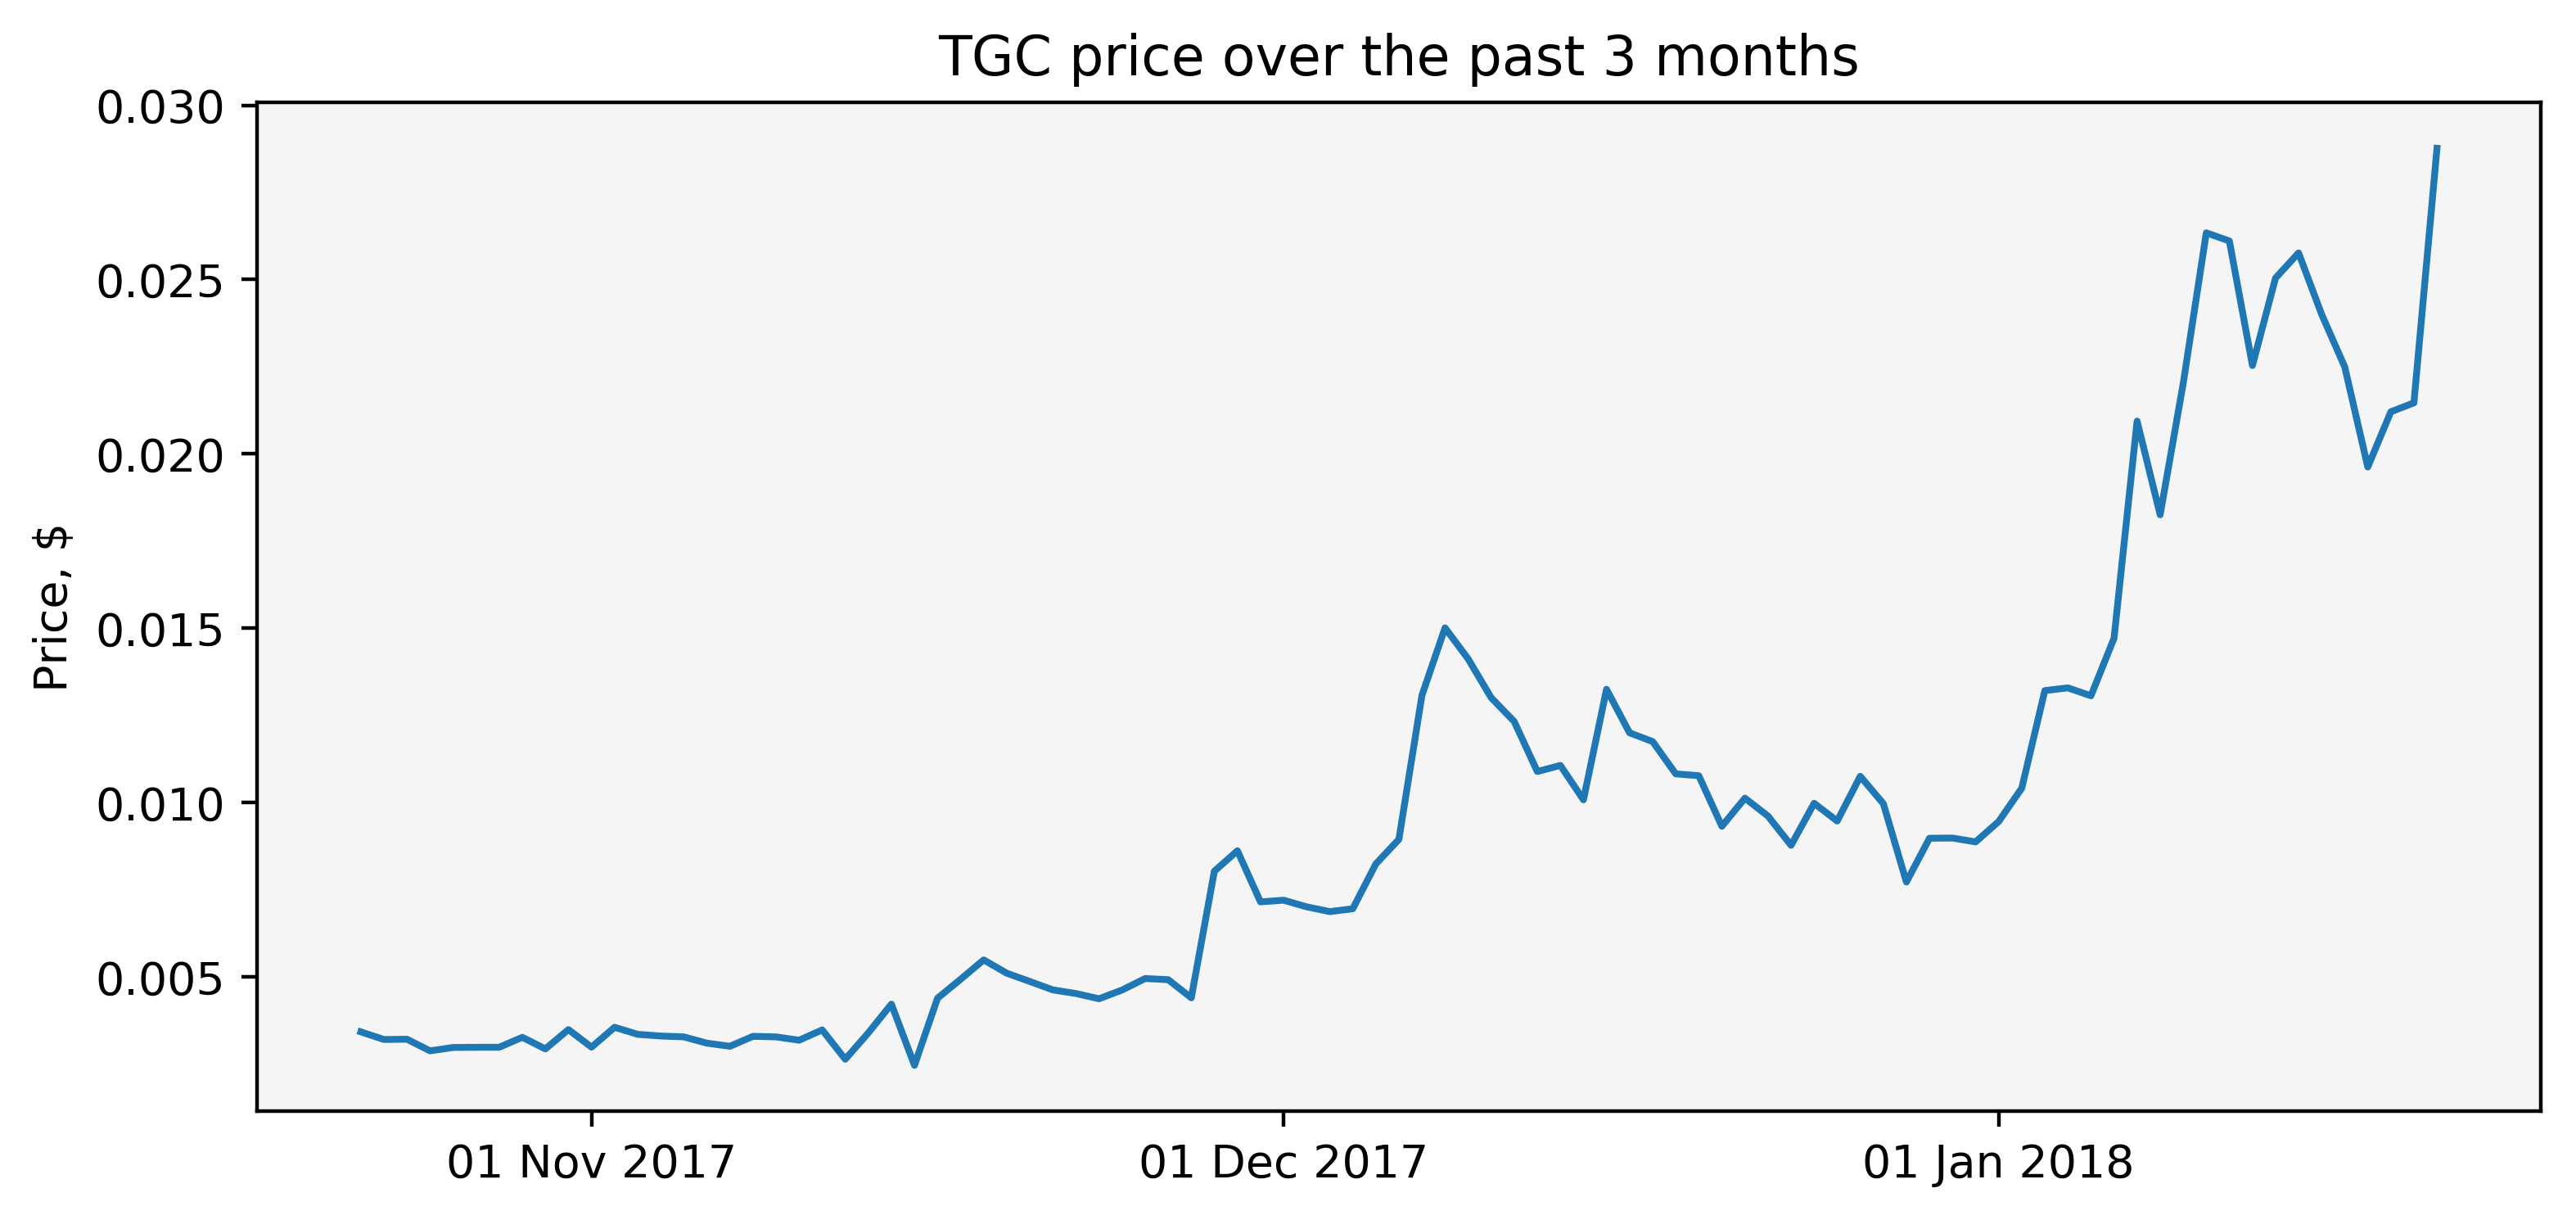 TGC price over the past 3 months
0.030
0.025
0.020
0.015
0.010
0.005
Price, $
01 Nov 2017
01 Dec 2017
01 Jan 2018